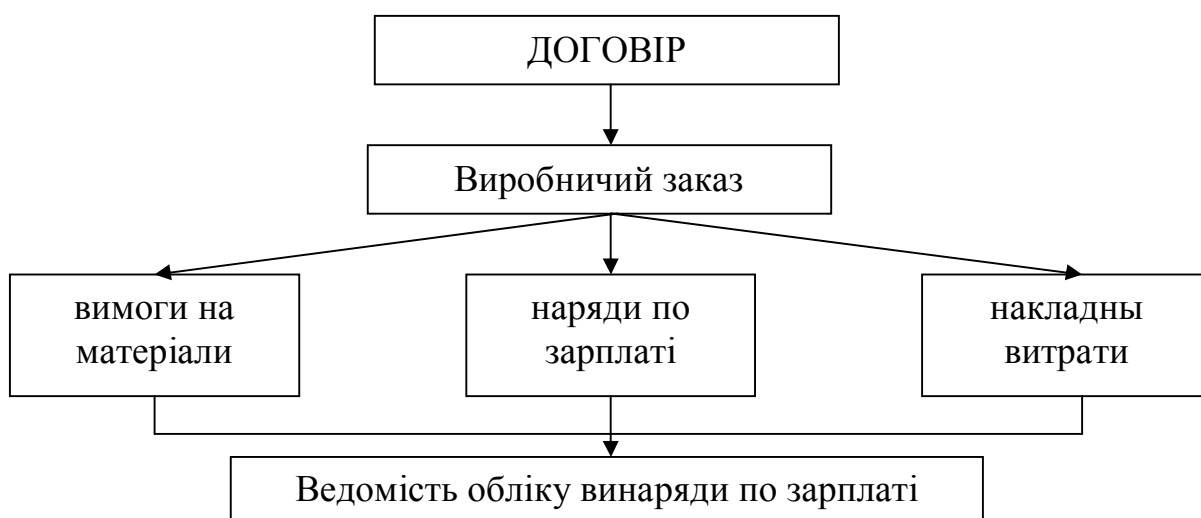 ДОГОВІР
Виробничий заказ
вимоги на
матеріали
наряди по
зарплаті
накладны
витрати
Ведомість обліку винаряди по зарплаті